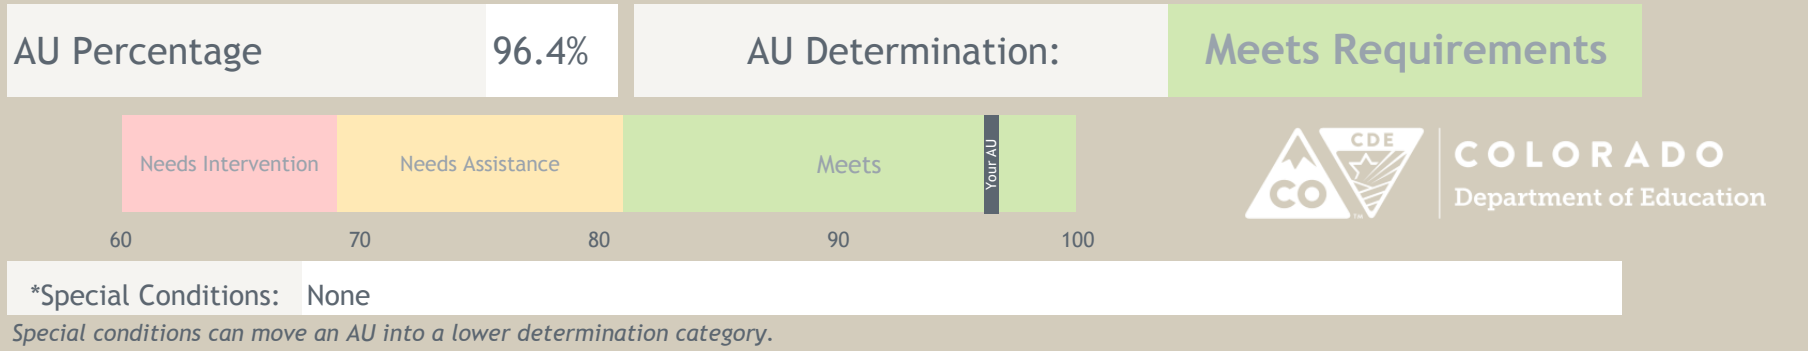 AU Percentage 96.4% AU Determination: Meets Requirements
Needs Intervention Needs Assistance Meets Your AU
60 70 80 90 100
CDE
CO
COLORADO
Department of Education
*Special Conditions: None
Special conditions can move an AU into a lower determination category.